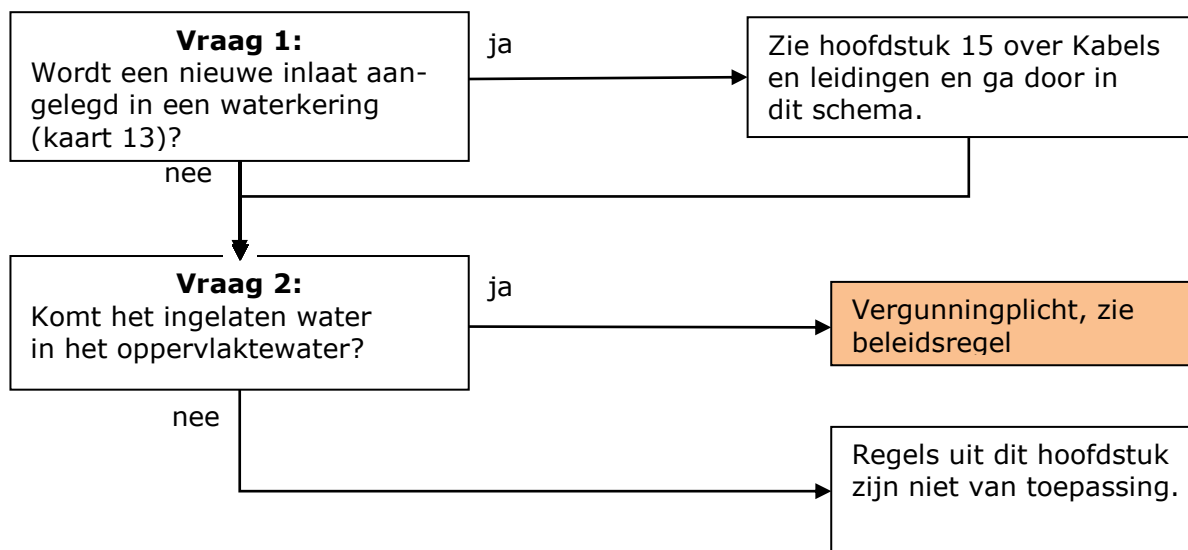 Vraag 1:
Wordt een nieuwe inlaat aan-
gelegd in een waterkering
(kaart 13)?
ja
Zie hoofdstuk 15 over Kabels
en leidingen en ga door in
dit schema.
nee
Vraag 2:
Komt het ingelaten water
in het oppervlaktewater?
ja
Vergunningplicht, zie
beleidsregel
nee
Regels uit dit hoofdstuk
zijn niet van toepassing.